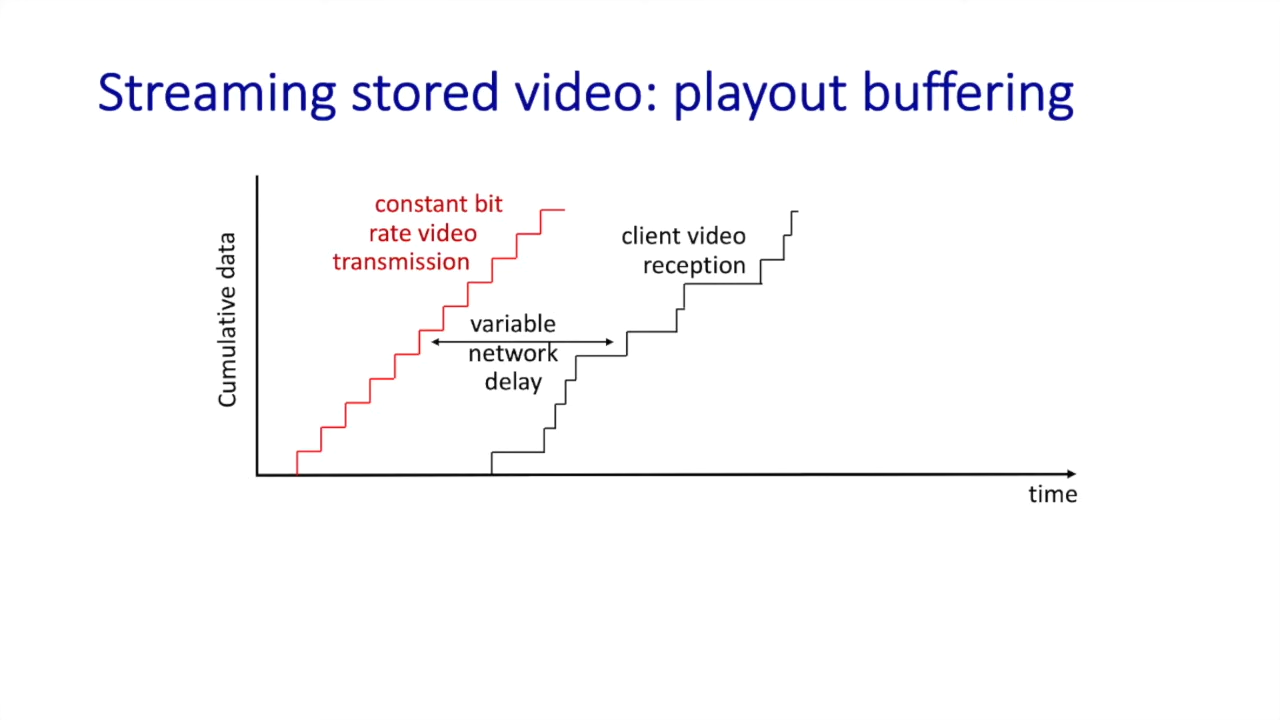 Streaming stored video: playout buffering
constant bit
rate video
transmission
client video
reception
variable
network
delay
Cumulative data
time